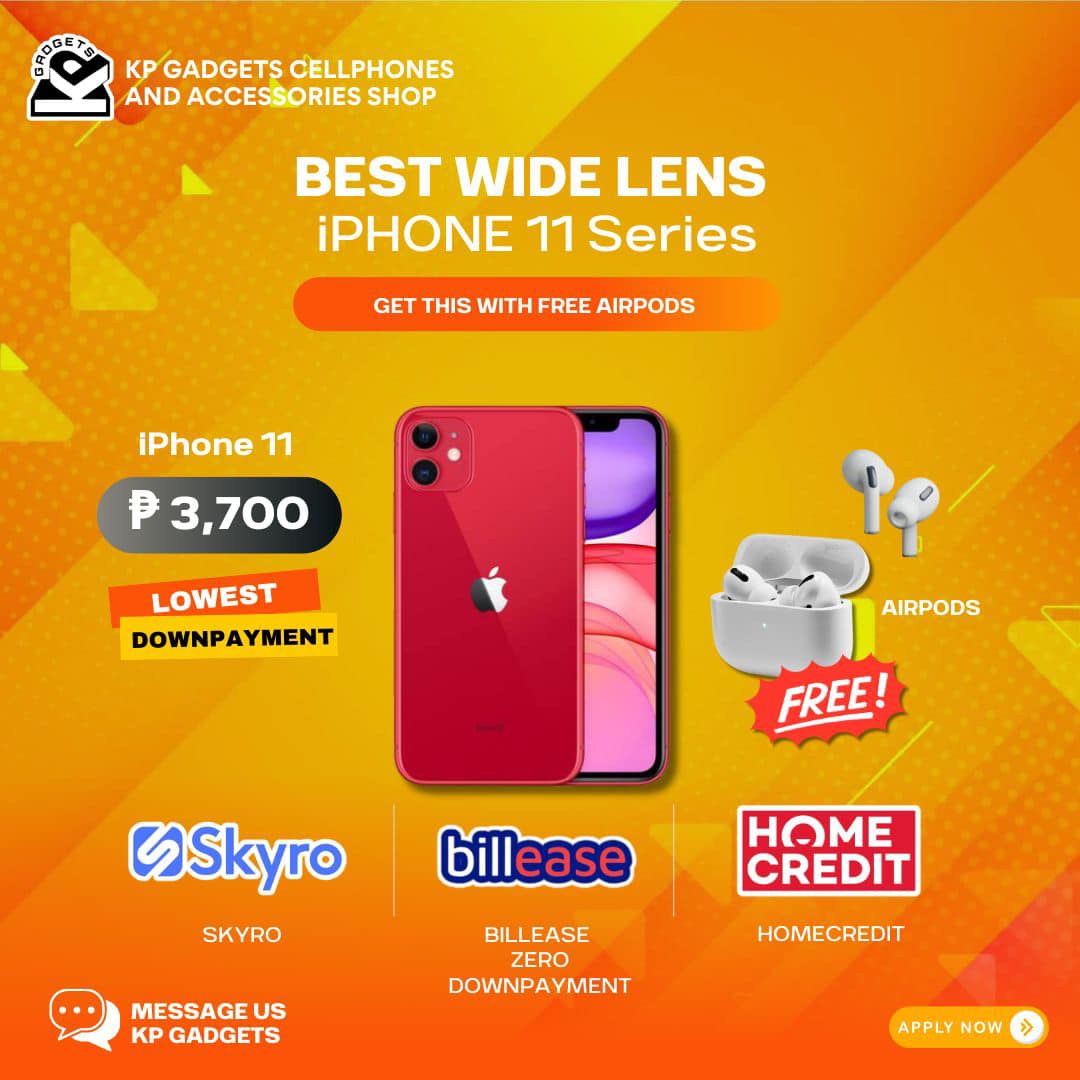 GADGETS
KP
KP GADGETS CELLPHONES
AND ACCESSORIES SHOP
BEST WIDE LENS
iPHONE 11 Series
GET THIS WITH FREE AIRPODS
iPhone 11
₱ 3,700
LOWEST
DOWNPAYMENT
AIRPODS
FREE!
Skyro
billease
HOME
CREDIT
SKYRO
BILLEASE
ZERO
DOWNPAYMENT
HOMECREDIT
MESSAGE US
KP GADGETS
APPLY NOW